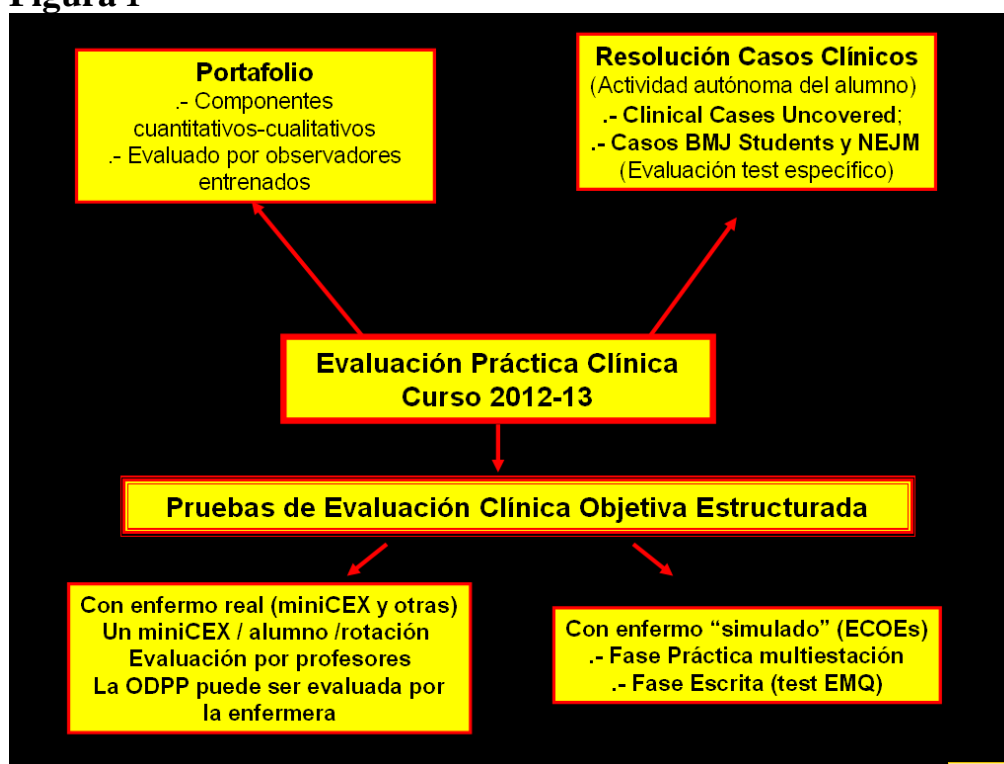 Figura 1
Portafolio
.- Componentes
cuantitativos-cualitativos
.- Evaluado por observadores
entrenados
Resolución Casos Clínicos
(Actividad autónoma del alumno)
.- Clinical Cases Uncovered;
.- Casos BMJ Students y NEJM
(Evaluación test específico)
Evaluación Práctica Clínica
Curso 2012-13
Pruebas de Evaluación Clínica Objetiva Estructurada
Con enfermo real (miniCEX y otras)
Un miniCEX / alumno /rotación
Evaluación por profesores
La ODPP puede ser evaluada por
la enfermera
Con enfermo “simulado” (ECOEs)
.- Fase Práctica multiestación
.- Fase Escrita (test EMQ)